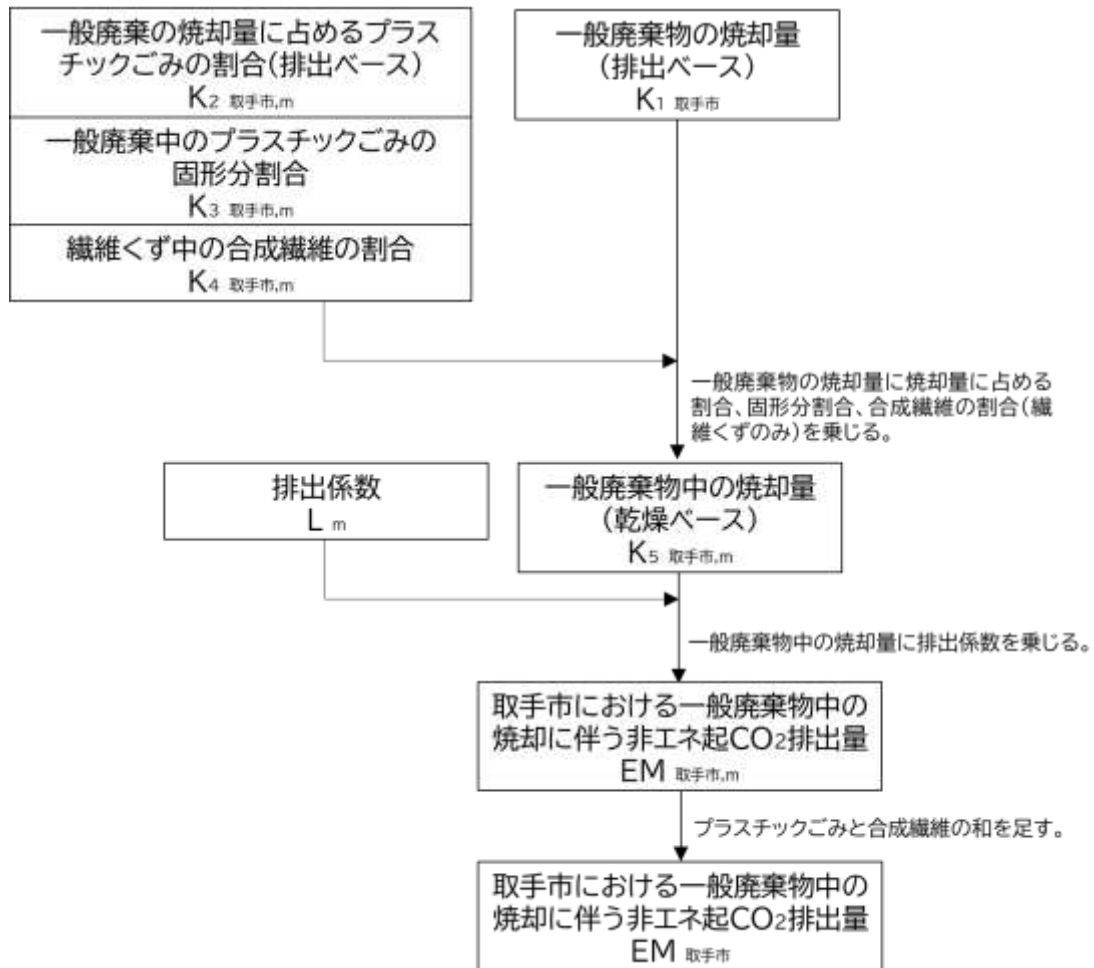 一般廃棄の焼却量に占めるプラス
チックごみの割合(排出ベース)
K2 取手市,m
一般廃棄中のプラスチックごみの
固形分割合
K3 取手市,m
繊維くず中の合成繊維の割合
K4 取手市,m
一般廃棄物の焼却量
(排出ベース)
K1 取手市
一般廃棄物の焼却量に焼却量に占める
割合、固形分割合、合成繊維の割合(繊
維くずのみ)を乗じる。
排出係数
L m
一般廃棄物中の焼却量
(乾燥ベース)
K5 取手市,m
一般廃棄物中の焼却量に排出係数を乗じる。
取手市における一般廃棄物中の
焼却に伴う非エネ起CO2排出量
EM 取手市,m
プラスチックごみと合成繊維の和を足す。
取手市における一般廃棄物中の
焼却に伴う非エネ起CO2排出量
EM 取手市